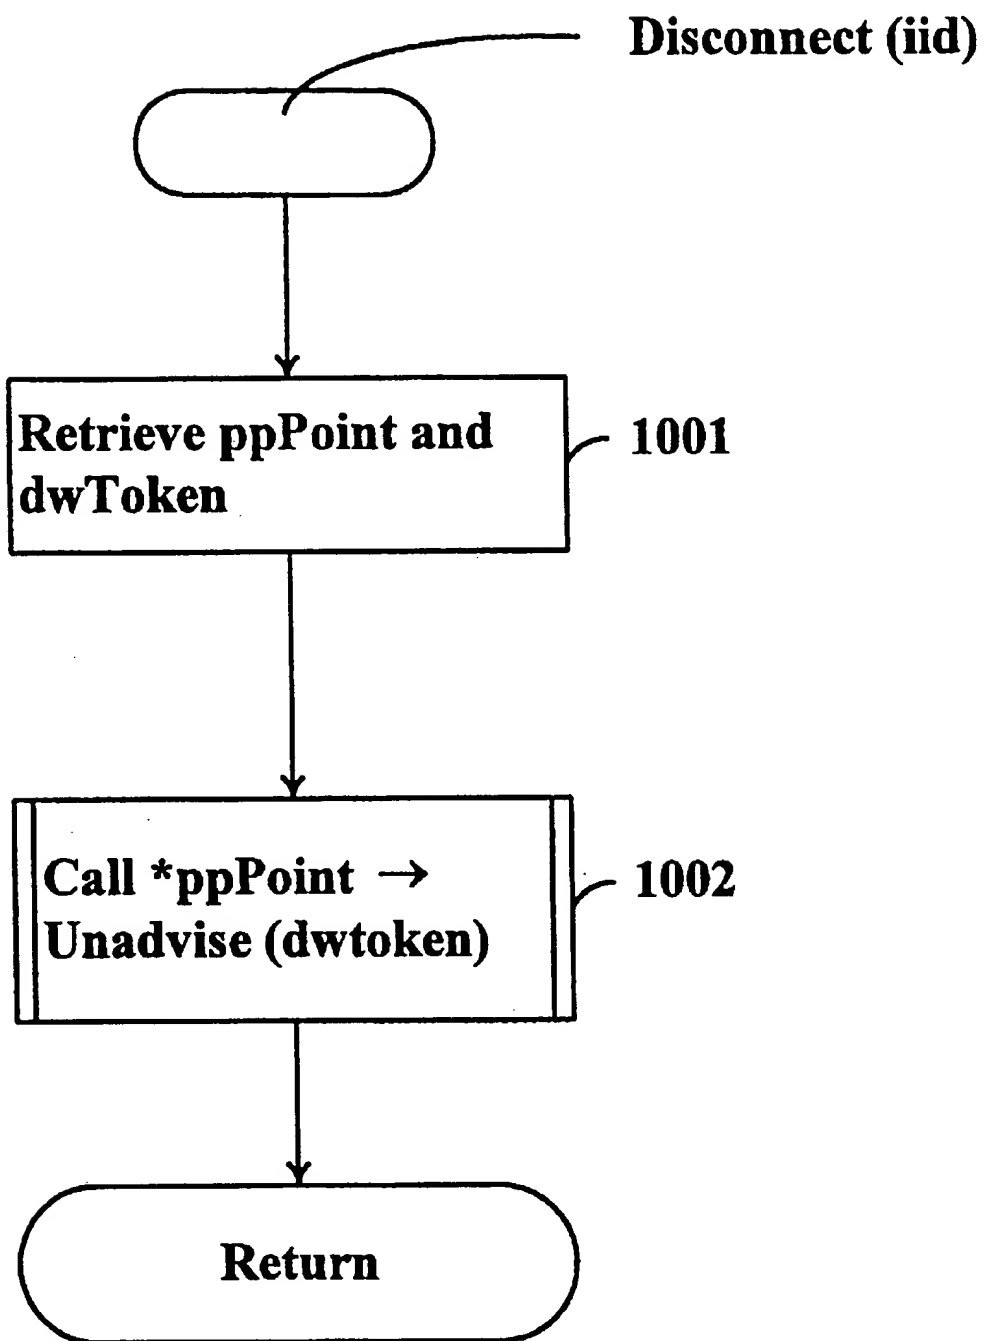 Disconnect (iid)
Retrieve ppPoint and
dwToken
1001
Call *ppPoint →
Unadvise (dwtoken)
1002
Return